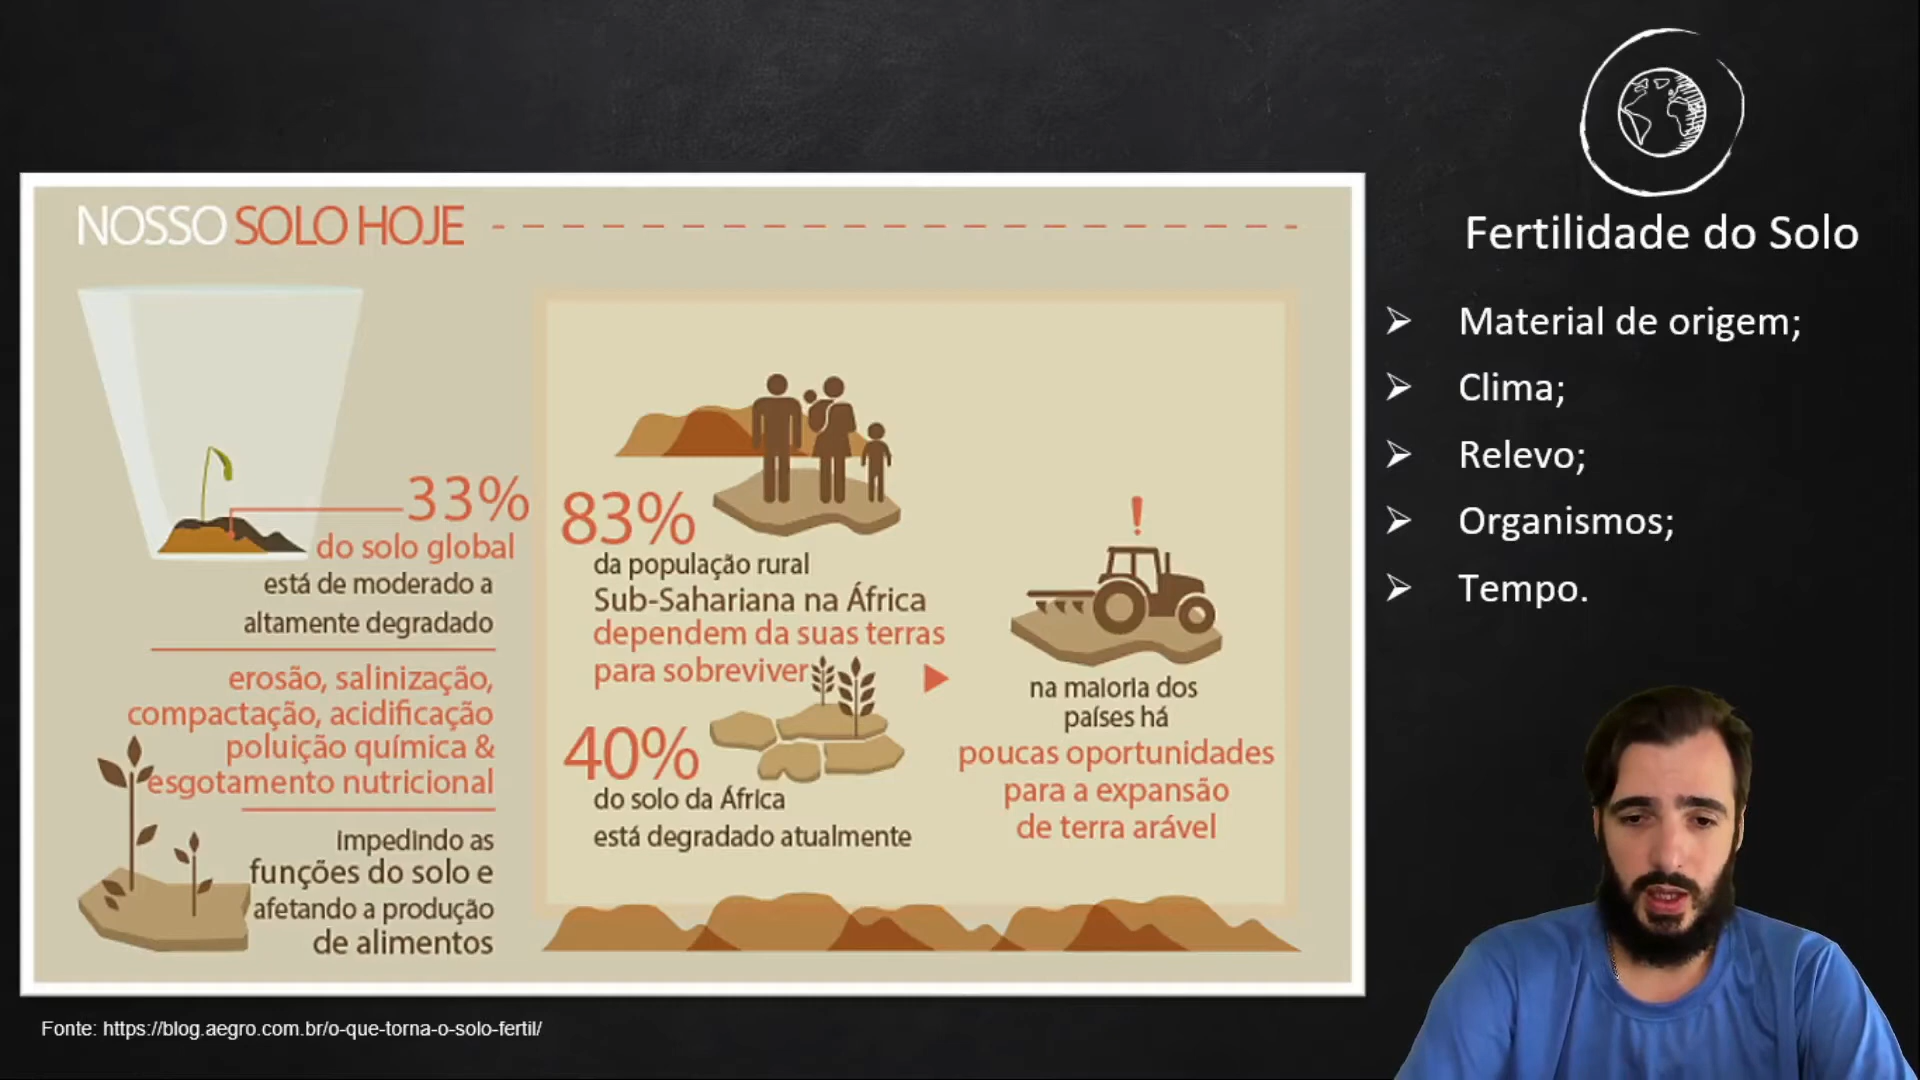 NOSSO SOLO HOJE
33%
do solo global
está de moderado a
altamente degradado
erosão, salinização,
compactação, acidificação
poluição química &
esgotamento nutricional
Impedindo as
funções do solo e
afetando a produção
de alimentos
83%
da população rural
Sub-Sahariana na África
dependem da suas terras
para sobreviver
40%
do solo da África
está degradado atualmente
!
na maioria dos
países há
poucas oportunidades
para a expansão
de terra arável
Fonte: https://blog.aegro.com.br/o-que-torna-o-solo-fertil/
Fertilidade do Solo
➢ Material de origem;
➢ Clima;
➢ Relevo;
➢ Organismos;
➢ Tempo.